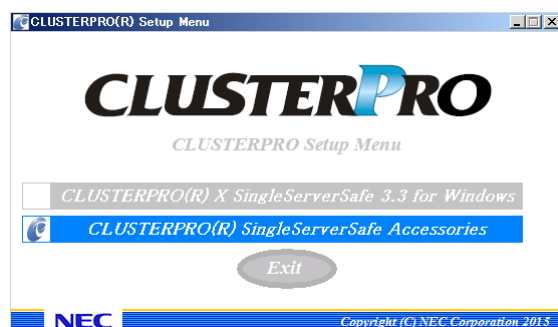 CLUSTERPRO(R) Setup Menu
CLUSTERPRO
CLUSTERPRO Setup Menu
CLUSTERPRO(R) X SingleServerSafe 3.3 for Windows
CLUSTERPRO(R) SingleServerSafe Accessories
Exit
NEC
Copyright (C) NEC Corporation 2015